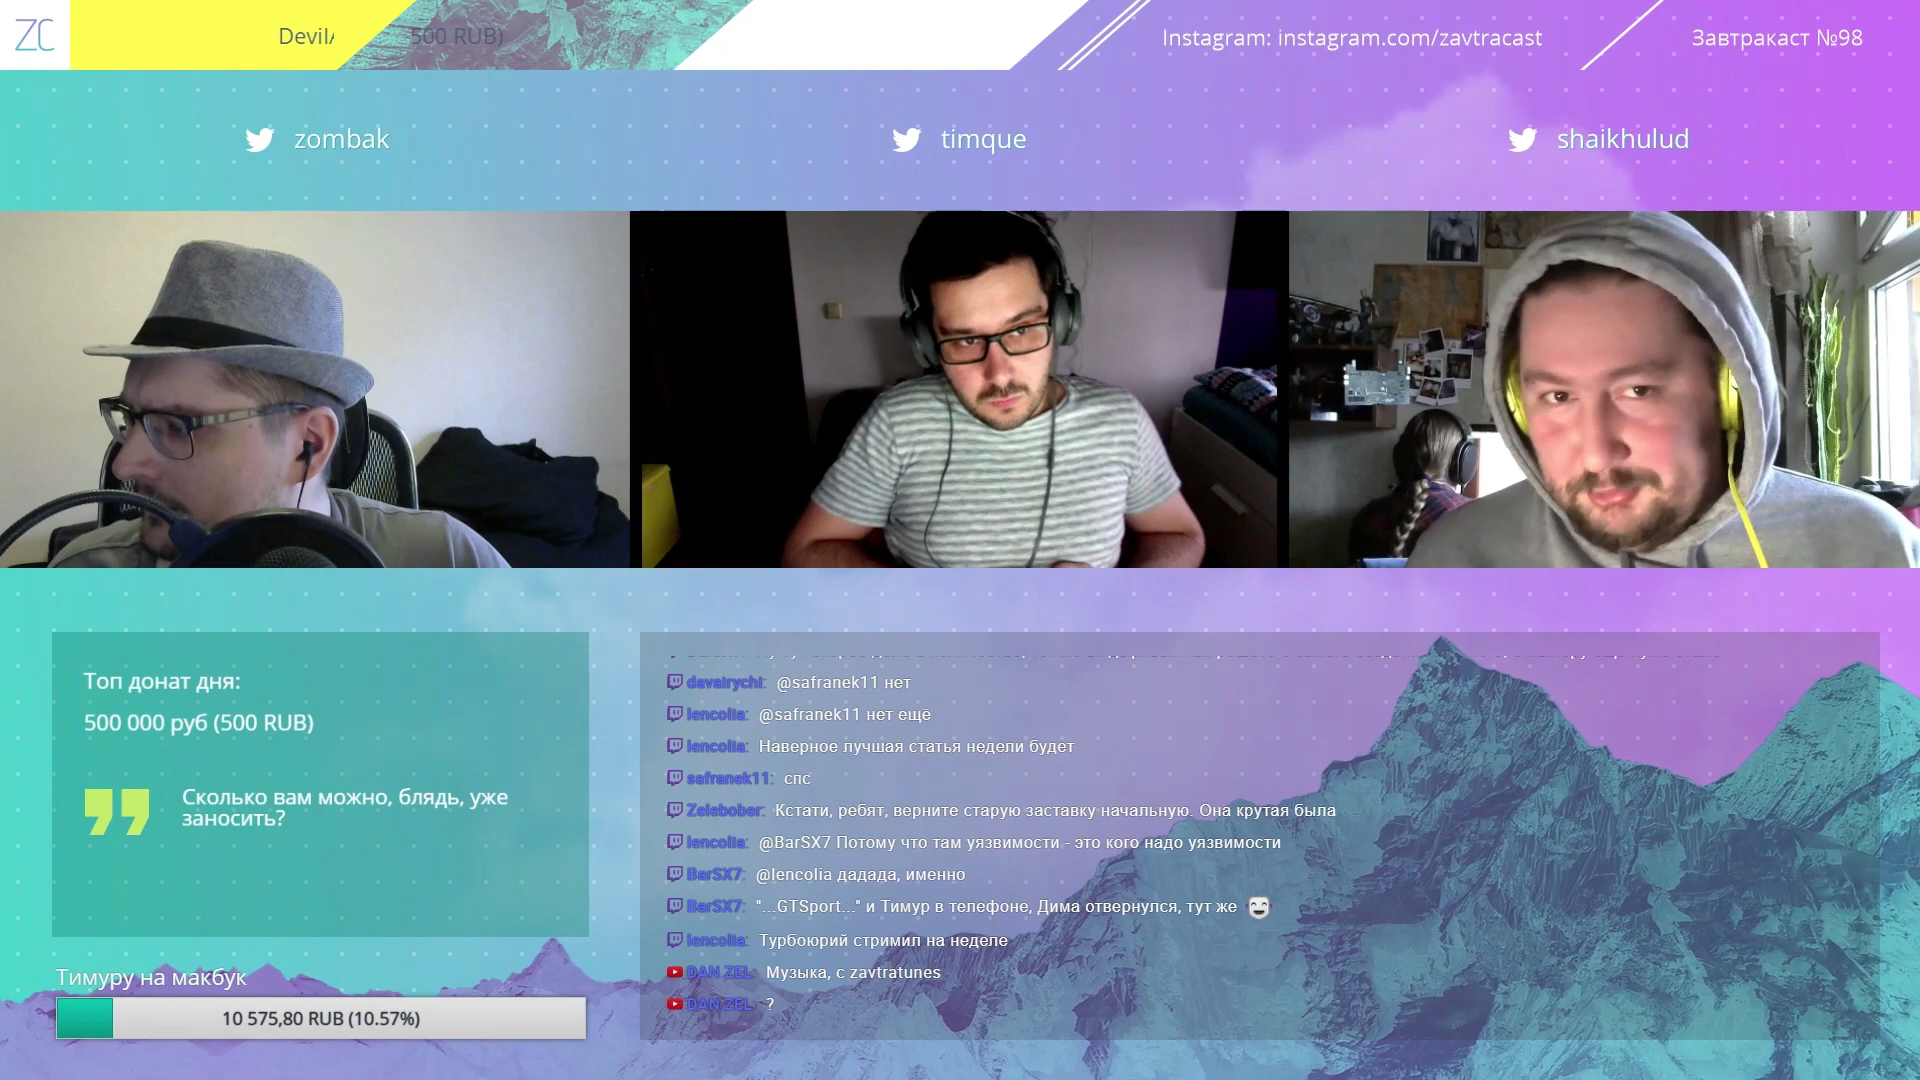 ZC
Devil
500 RUB)
Instagram: instagram.com/zavtracast
Завтракаст №98
zombak
timque
shaikhulud
Топ донат дня:
500 000 руб (500 RUB)
Сколько вам можно, блядь, уже
заносить?
Тимуру на макбук
10 575,80 RUB (10.57%)
davairychi: @safranek11 нет
lencolia: @safranek11 нет ещё
lencolia: Наверное лучшая статья недели будет
safranek11: спс
Zelebober: Кстати, ребят, верните старую заставку начальную. Она крутая была
lencolia: @BarSX7 Потому что там уязвимости - это кого надо уязвимости
BarSX7: @lencolia дадада, именно
BarSX7: "...GTSport..." и Тимур в телефоне, Дима отвернулся, тут же
lencolia: Турбоюрий стримил на неделе
DAN ZEL: Музыка, с zavtratunes
DAN ZEL: ?